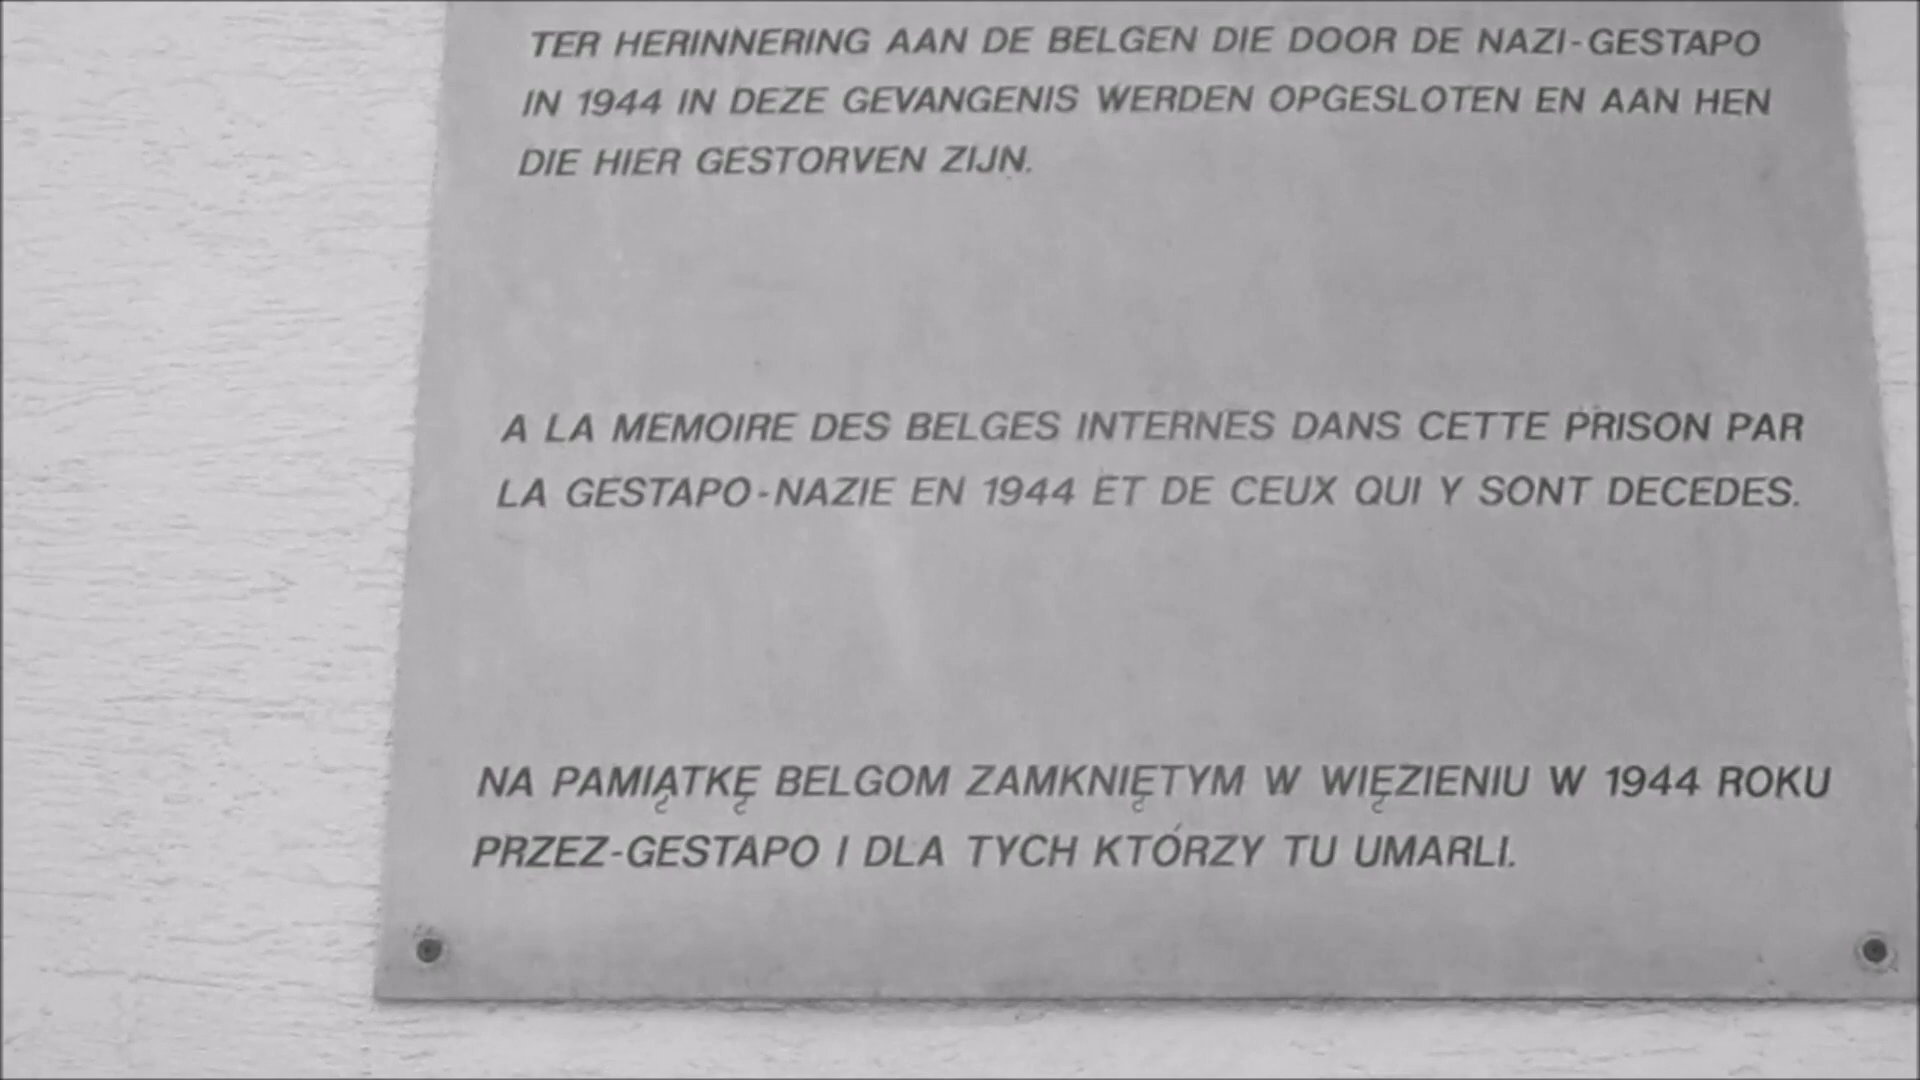 TER HERINNERING AAN DE BELGEN DIE DOOR DE NAZI-GESTAPO
IN 1944 IN DEZE GEVANGENIS WERDEN OPGESLOTEN EN AAN HEN
DIE HIER GESTORVEN ZIJN.
A LA MEMOIRE DES BELGES INTERNES DANS CETTE PRISON PAR
LA GESTAPO-NAZIE EN 1944 ET DE CEUX QUI Y SONT DECEDES.
NA PAMIĄTKĘ BELGOM ZAMKNIĘTYM W WIĘZIENIU W 1944 ROKU
PRZEZ-GESTAPO I DLA TYCH KTÓRZY TU UMARLI.